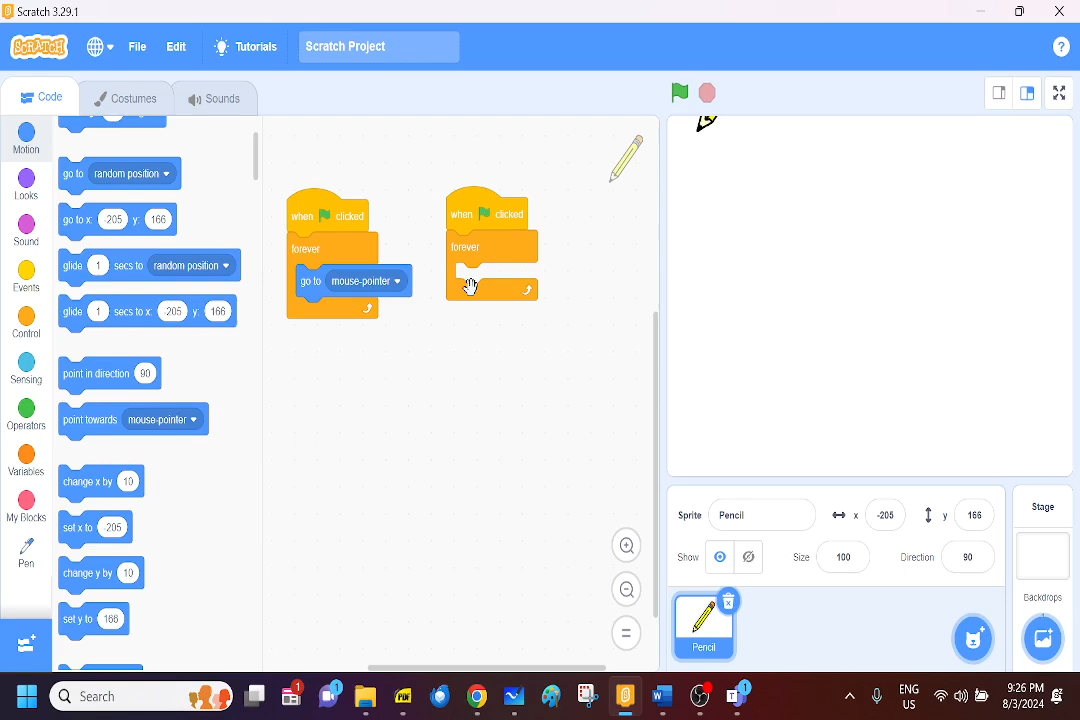 Scratch 3.29.1
SCRATCH File Edit Tutorials Scratch Project ?
Code Costumes Sounds
Motion
Looks
Sound
Events
Control
Sensing
Operators
Variables
My Blocks
Pen
go to random position
go to x: -205 y: 166
glide 1 secs to random position
glide 1 secs to x: -205 y: 166
point in direction 90
point towards mouse-pointer
change x by 10
set x to -205
change y by 10
set y to 166
when clicked
forever
go to mouse-pointer
when clicked
forever
Sprite Pencil x -205 y 166
Show Size 100 Direction 90
Pencil
Stage
Backdrops
Search
1
1
PDF
1
ENG
US
9:26 PM
8/3/2024